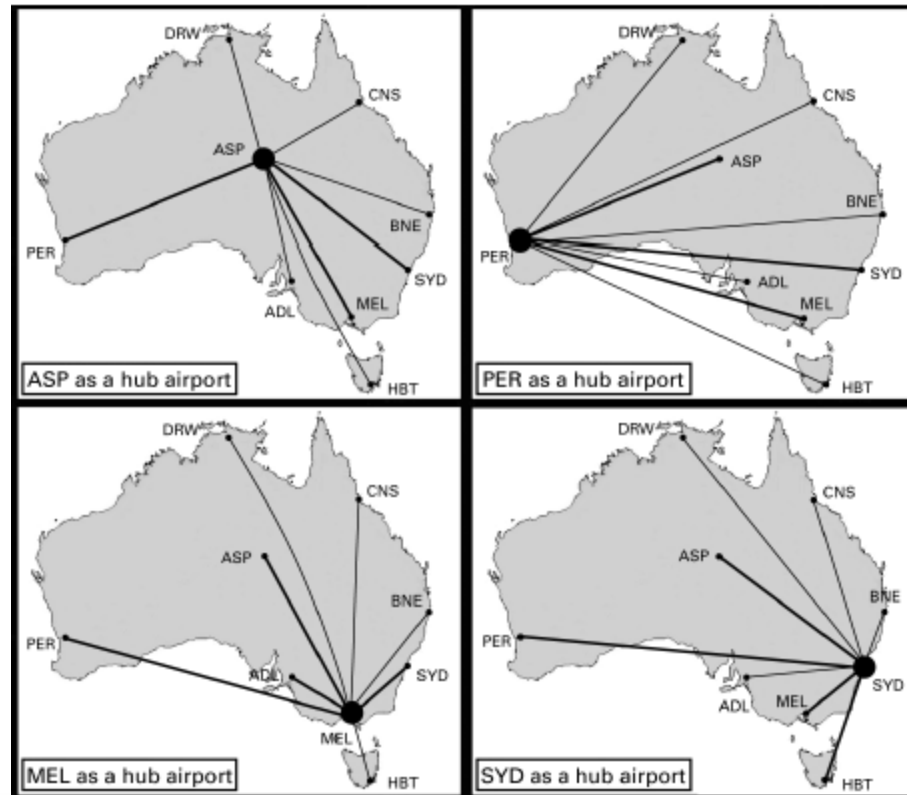 DRW
CNS
ASP
BNE
PER
SYD
ADL
MEL
HBT
ASP as a hub airport
DRW
CNS
ASP
BNE
PER
SYD
ADL
MEL
HBT
PER as a hub airport
DRW
CNS
ASP
BNE
PER
SYD
ADL
MEL
HBT
MEL as a hub airport
DRW
CNS
ASP
BNE
PER
SYD
ADL
MEL
HBT
SYD as a hub airport